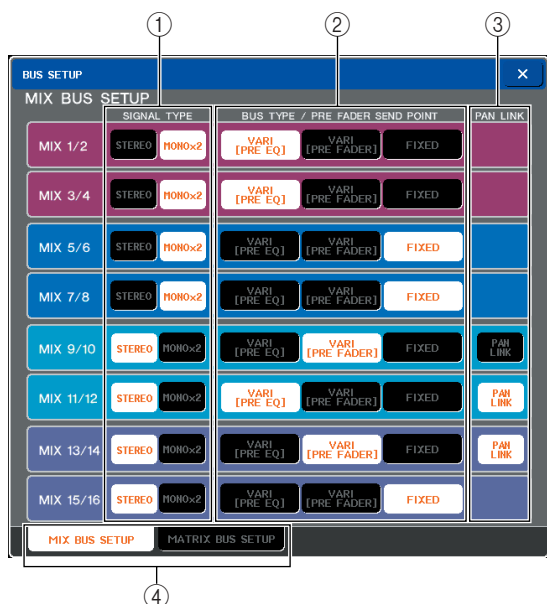 ① ② ③
BUS SETUP ×
MIX BUS SETUP
SIGNAL TYPE BUS TYPE / PRE FADER SEND POINT PAN LINK
MIX 1/2 STEREO MONO×2 VARI [PRE EQ] VARI [PRE FADER] FIXED
MIX 3/4 STEREO MONO×2 VARI [PRE EQ] VARI [PRE FADER] FIXED
MIX 5/6 STEREO MONO×2 VARI [PRE EQ] VARI [PRE FADER] FIXED
MIX 7/8 STEREO MONO×2 VARI [PRE EQ] VARI [PRE FADER] FIXED
MIX 9/10 STEREO MONO×2 VARI [PRE EQ] VARI [PRE FADER] FIXED PAN LINK
MIX 11/12 STEREO MONO×2 VARI [PRE EQ] VARI [PRE FADER] FIXED PAN LINK
MIX 13/14 STEREO MONO×2 VARI [PRE EQ] VARI [PRE FADER] FIXED PAN LINK
MIX 15/16 STEREO MONO×2 VARI [PRE EQ] VARI [PRE FADER] FIXED
MIX BUS SETUP MATRIX BUS SETUP
④